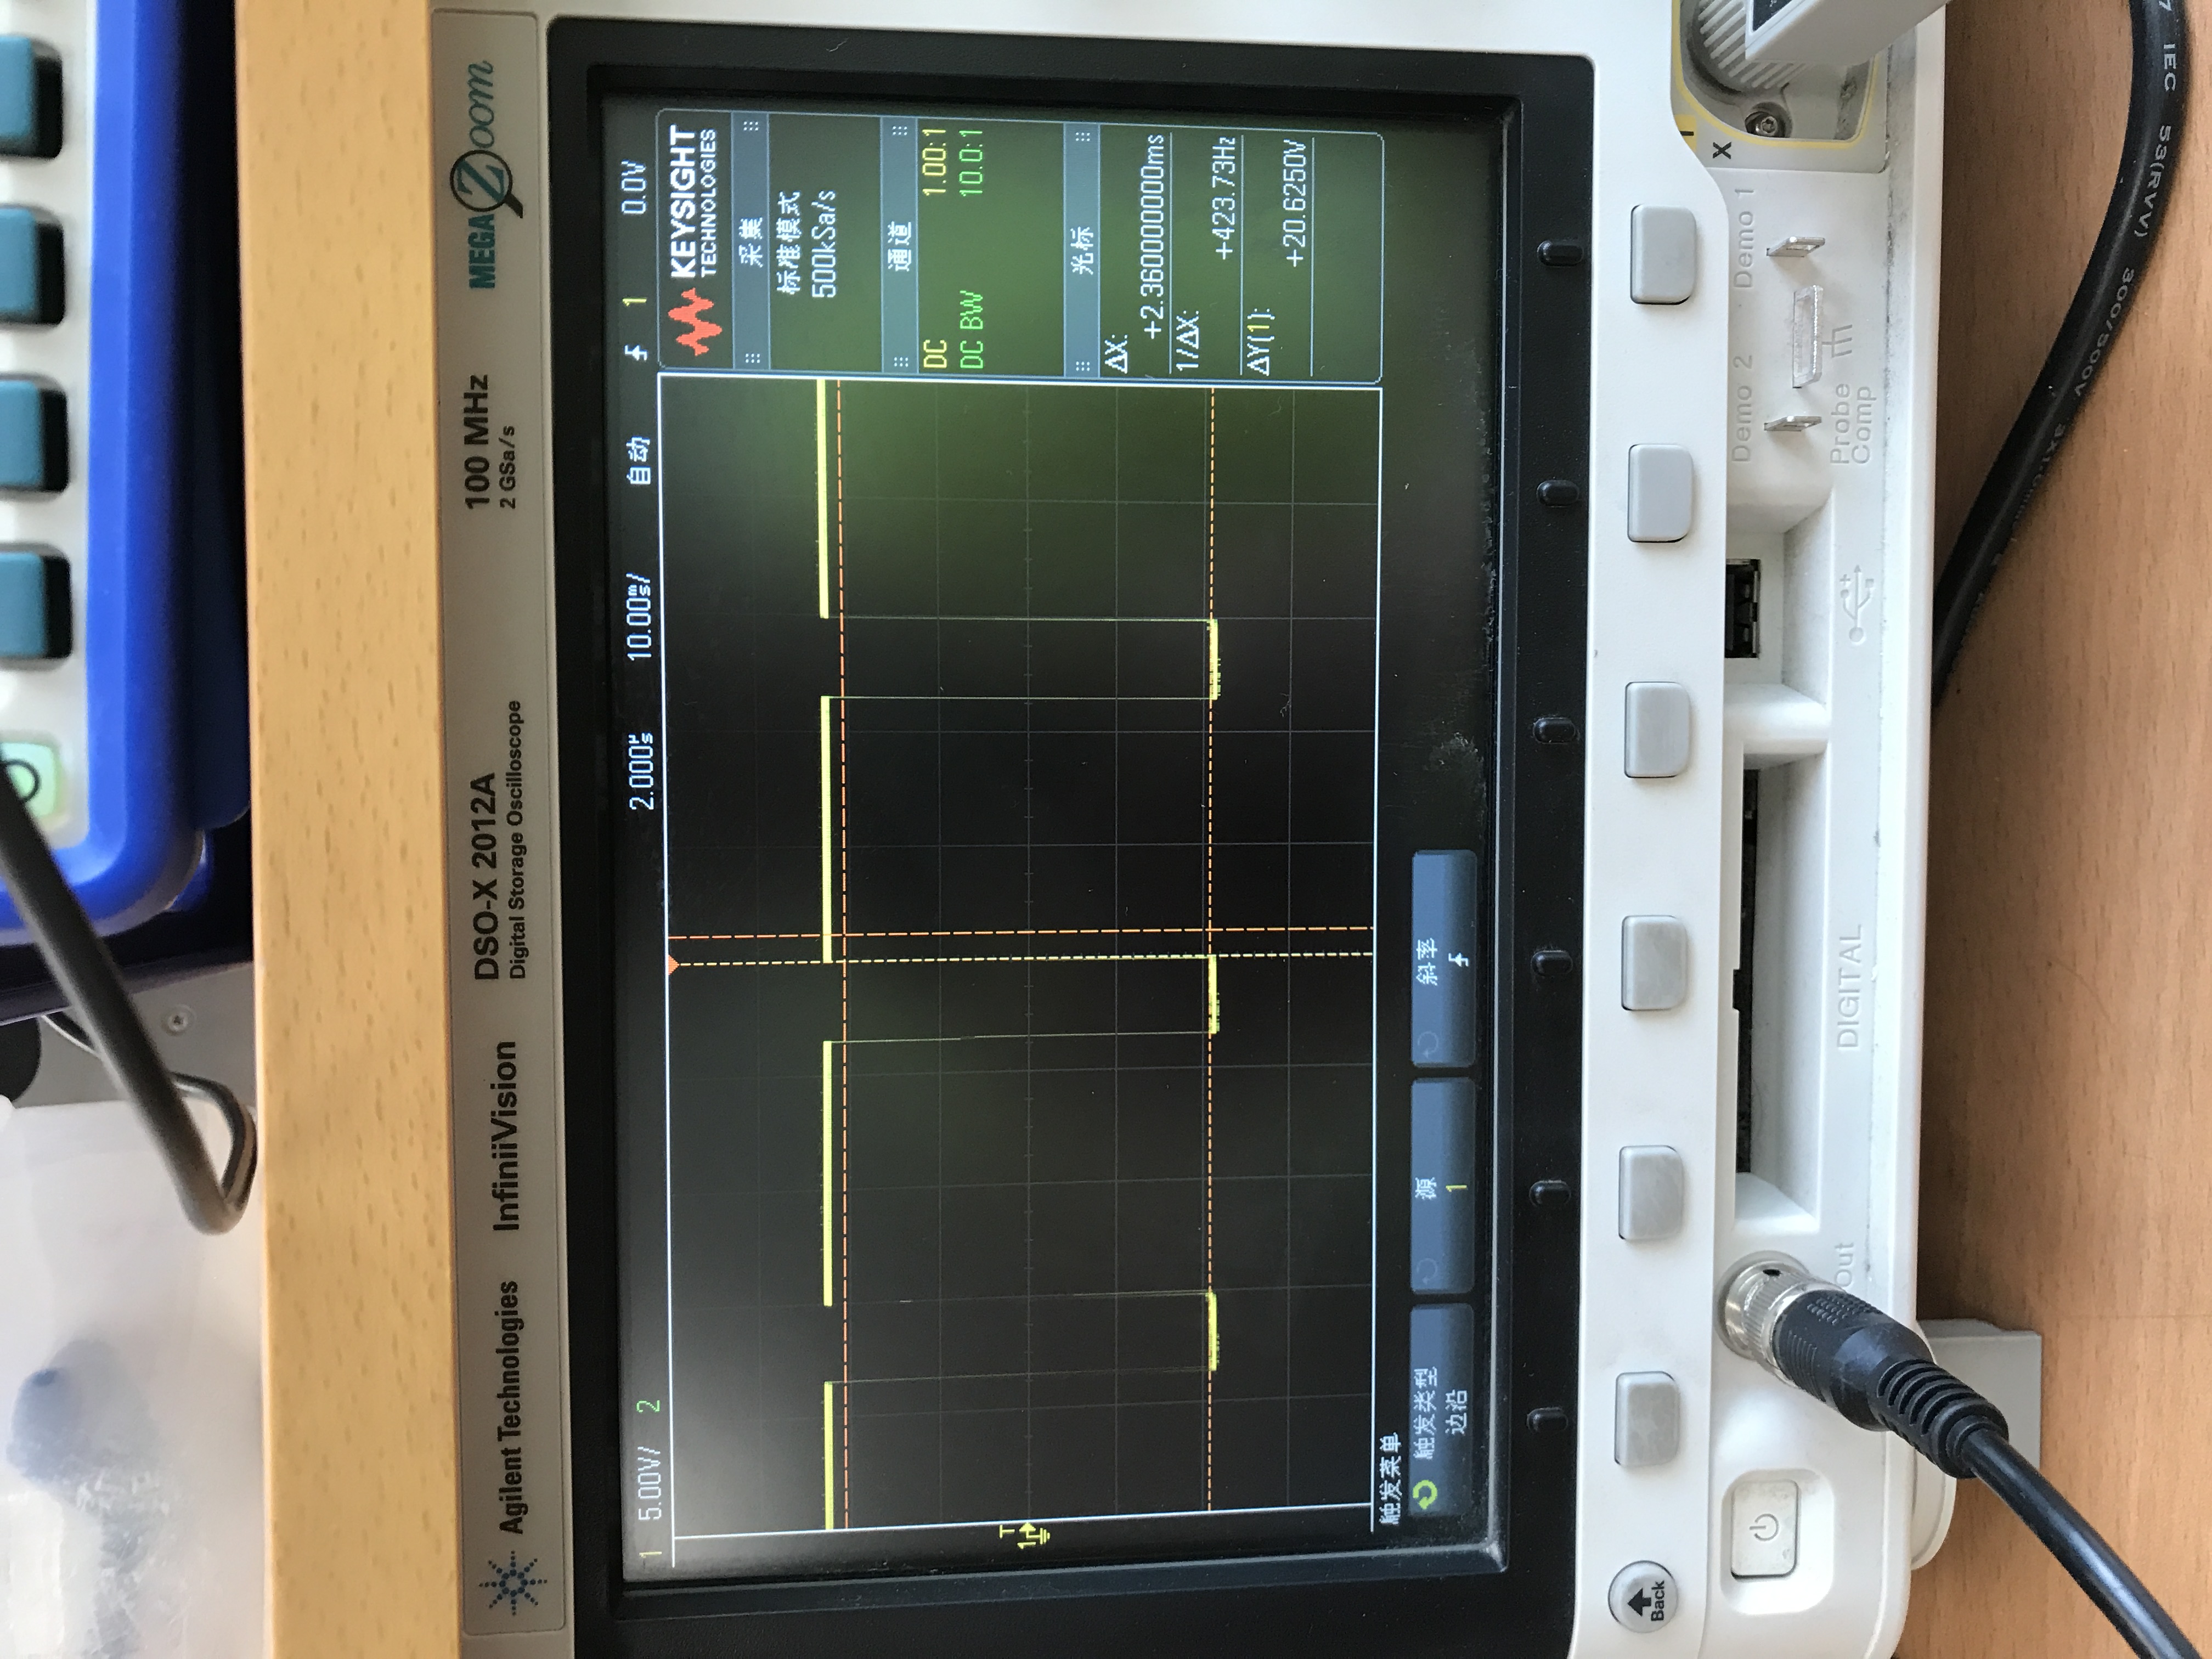 Agilent Technologies InfiniiVision DSO-X 2012A 100 MHz MEGA Zoom
Digital Storage Oscilloscope 2 GSa/s
1 5.00V/ 2 2.000µs 10.00ms/ 自动 1 0.0V
KEYSIGHT
TECHNOLOGIES
采集
标准模式
500kSa/s
通道
DC 1.00:1
DC BW 10.0:1
T
1
光标
ΔX:
+2.360000000ms
1/ΔX:
+423.73Hz
ΔY(1):
+20.6250V
触发菜单
触发类型 源 斜率
边沿 1
Back
X
Demo 2 Demo 1
Out DIGITAL Probe
Comp
300/500V
53(RVV)
IEC